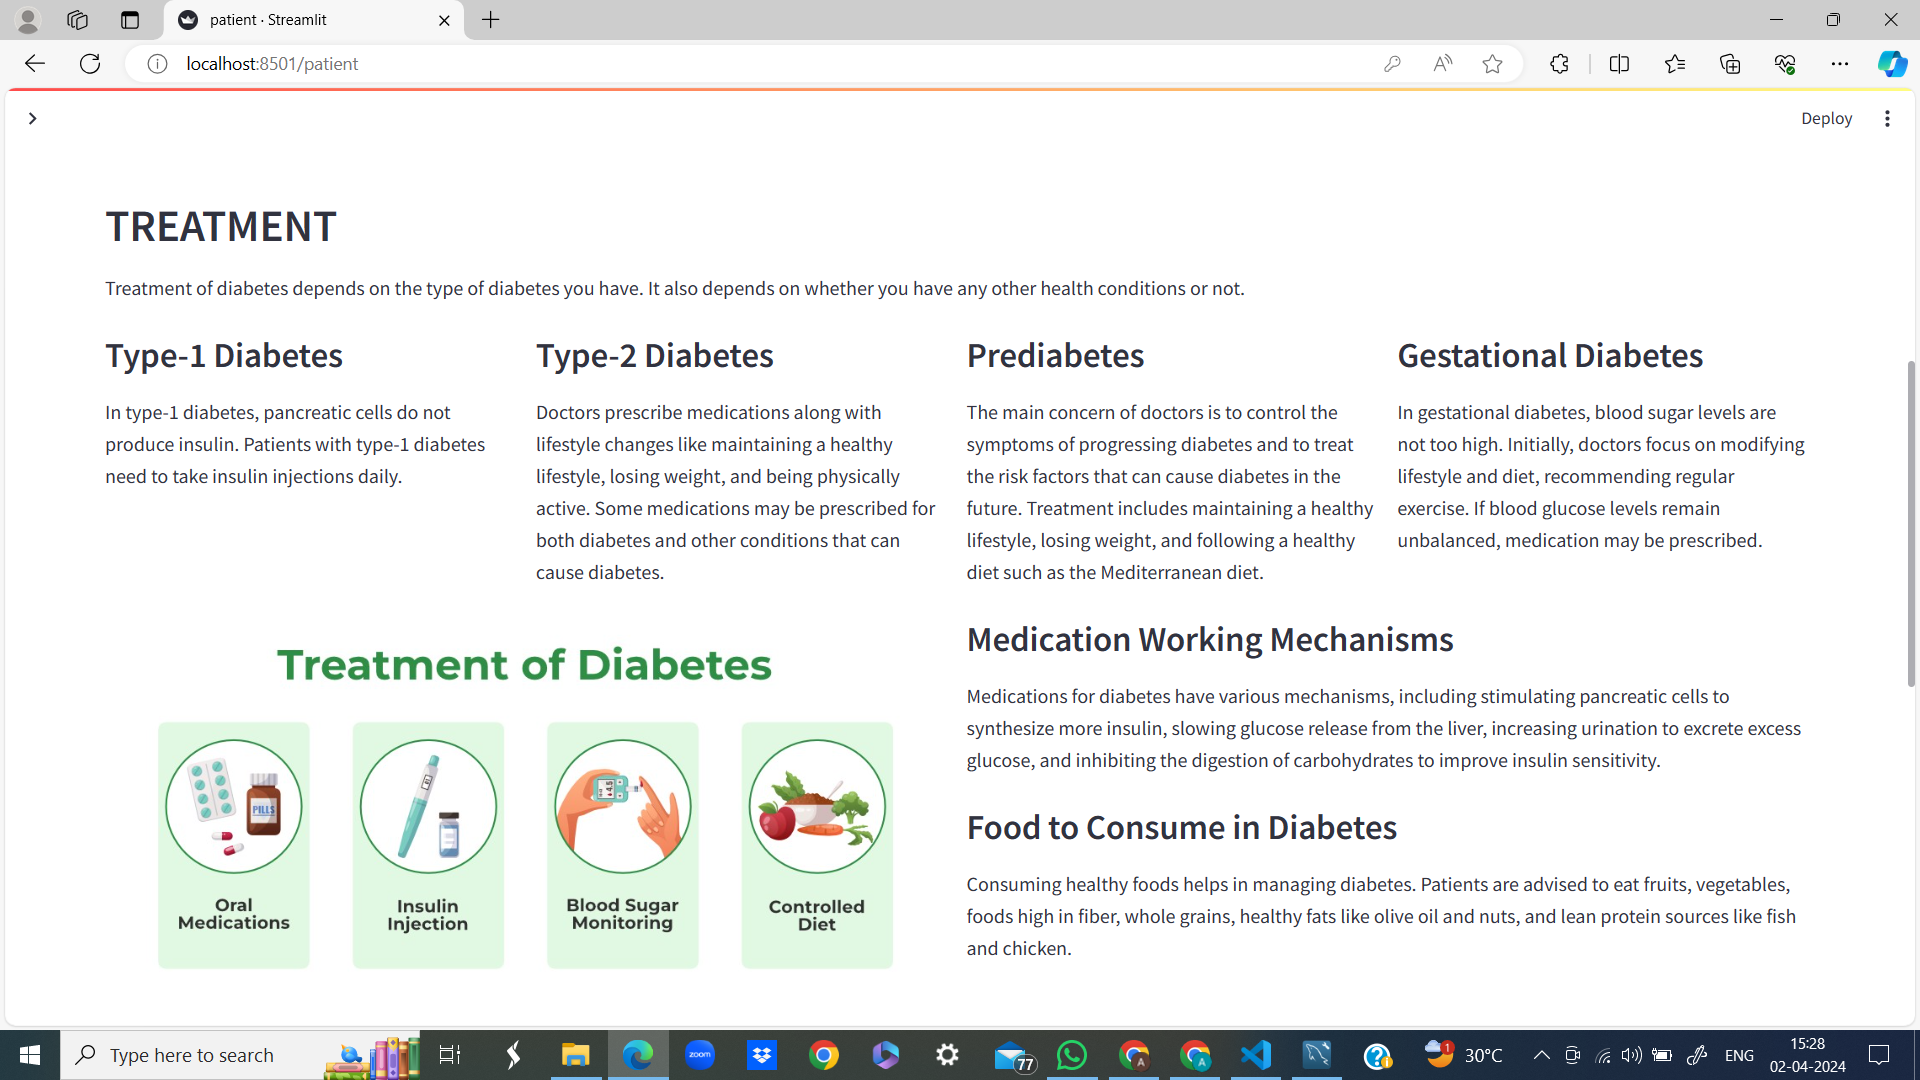 patient · Streamlit
localhost:8501/patient
Deploy
TREATMENT
Treatment of diabetes depends on the type of diabetes you have. It also depends on whether you have any other health conditions or not.
Type-1 Diabetes
In type-1 diabetes, pancreatic cells do not
produce insulin. Patients with type-1 diabetes
need to take insulin injections daily.
Type-2 Diabetes
Doctors prescribe medications along with
lifestyle changes like maintaining a healthy
lifestyle, losing weight, and being physically
active. Some medications may be prescribed for
both diabetes and other conditions that can
cause diabetes.
Prediabetes
The main concern of doctors is to control the
symptoms of progressing diabetes and to treat
the risk factors that can cause diabetes in the
future. Treatment includes maintaining a healthy
lifestyle, losing weight, and following a healthy
diet such as the Mediterranean diet.
Gestational Diabetes
In gestational diabetes, blood sugar levels are
not too high. Initially, doctors focus on modifying
lifestyle and diet, recommending regular
exercise. If blood glucose levels remain
unbalanced, medication may be prescribed.
Treatment of Diabetes
PILLS
Oral
Medications
Insulin
Injection
Blood Sugar
Monitoring
Controlled
Diet
Medication Working Mechanisms
Medications for diabetes have various mechanisms, including stimulating pancreatic cells to
synthesize more insulin, slowing glucose release from the liver, increasing urination to excrete excess
glucose, and inhibiting the digestion of carbohydrates to improve insulin sensitivity.
Food to Consume in Diabetes
Consuming healthy foods helps in managing diabetes. Patients are advised to eat fruits, vegetables,
foods high in fiber, whole grains, healthy fats like olive oil and nuts, and lean protein sources like fish
and chicken.
Type here to search
zoom
77
A
A
1
30°C
ENG
15:28
02-04-2024